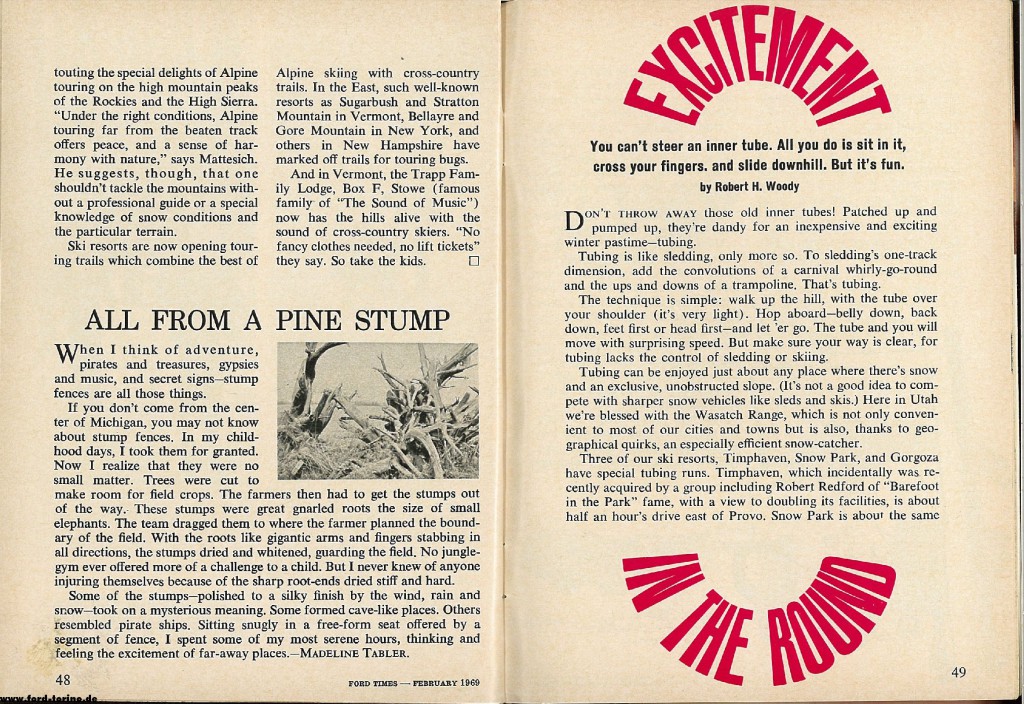 touting the special delights of Alpine
touring on the high mountain peaks
of the Rockies and the High Sierra.
“Under the right conditions, Alpine
touring far from the beaten track
offers peace, and a sense of har-
mony with nature,” says Mattesich.
He suggests, though, that one
shouldn’t tackle the mountains with-
out a professional guide or a special
knowledge of snow conditions and
the particular terrain.
Ski resorts are now opening tour-
ing trails which combine the best of
Alpine skiing with cross-country
trails. In the East, such well-known
resorts as Sugarbush and Stratton
Mountain in Vermont, Bellayre and
Gore Mountain in New York, and
others in New Hampshire have
marked off trails for touring bugs.
And in Vermont, the Trapp Fam-
ily Lodge, Box F, Stowe (famous
family of “The Sound of Music”)
now has the hills alive with the
sound of cross-country skiers. “No
fancy clothes needed, no lift tickets”
they say. So take the kids. □
ALL FROM A PINE STUMP
When I think of adventure,
pirates and treasures, gypsies
and music, and secret signs—stump
fences are all those things.
If you don’t come from the cen-
ter of Michigan, you may not know
about stump fences. In my child-
hood days, I took them for granted.
Now I realize that they were no
small matter. Trees were cut to
make room for field crops. The farmers then had to get the stumps out
of the way. These stumps were great gnarled roots the size of small
elephants. The team dragged them to where the farmer planned the bound-
ary of the field. With the roots like gigantic arms and fingers stabbing in
all directions, the stumps dried and whitened, guarding the field. No jungle-
gym ever offered more of a challenge to a child. But I never knew of anyone
injuring themselves because of the sharp root-ends dried stiff and hard.
Some of the stumps—polished to a silky finish by the wind, rain and
snow—took on a mysterious meaning. Some formed cave-like places. Others
resembled pirate ships. Sitting snugly in a free-form seat offered by a
segment of fence, I spent some of my most serene hours, thinking and
feeling the excitement of far-away places.—MADELINE TABLER.
48
FORD TIMES — FEBRUARY 1969
www.ford-torino.de
EXCITEMENT
You can’t steer an inner tube. All you do is sit in it,
cross your fingers. and slide downhill. But it’s fun.
by Robert H. Woody
DON’T THROW AWAY those old inner tubes! Patched up and
pumped up, they’re dandy for an inexpensive and exciting
winter pastime—tubing.
Tubing is like sledding, only more so. To sledding’s one-track
dimension, add the convolutions of a carnival whirly-go-round
and the ups and downs of a trampoline. That’s tubing.
The technique is simple: walk up the hill, with the tube over
your shoulder (it’s very light). Hop aboard—belly down, back
down, feet first or head first—and let ’er go. The tube and you will
move with surprising speed. But make sure your way is clear, for
tubing lacks the control of sledding or skiing.
Tubing can be enjoyed just about any place where there’s snow
and an exclusive, unobstructed slope. (It’s not a good idea to com-
pete with sharper snow vehicles like sleds and skis.) Here in Utah
we’re blessed with the Wasatch Range, which is not only conven-
ient to most of our cities and towns but is also, thanks to geo-
graphical quirks, an especially efficient snow-catcher.
Three of our ski resorts, Timphaven, Snow Park, and Gorgoza
have special tubing runs. Timphaven, which incidentally was re-
cently acquired by a group including Robert Redford of “Barefoot
in the Park” fame, with a view to doubling its facilities, is about
half an hour’s drive east of Provo. Snow Park is about the same
IN THE ROUND
49